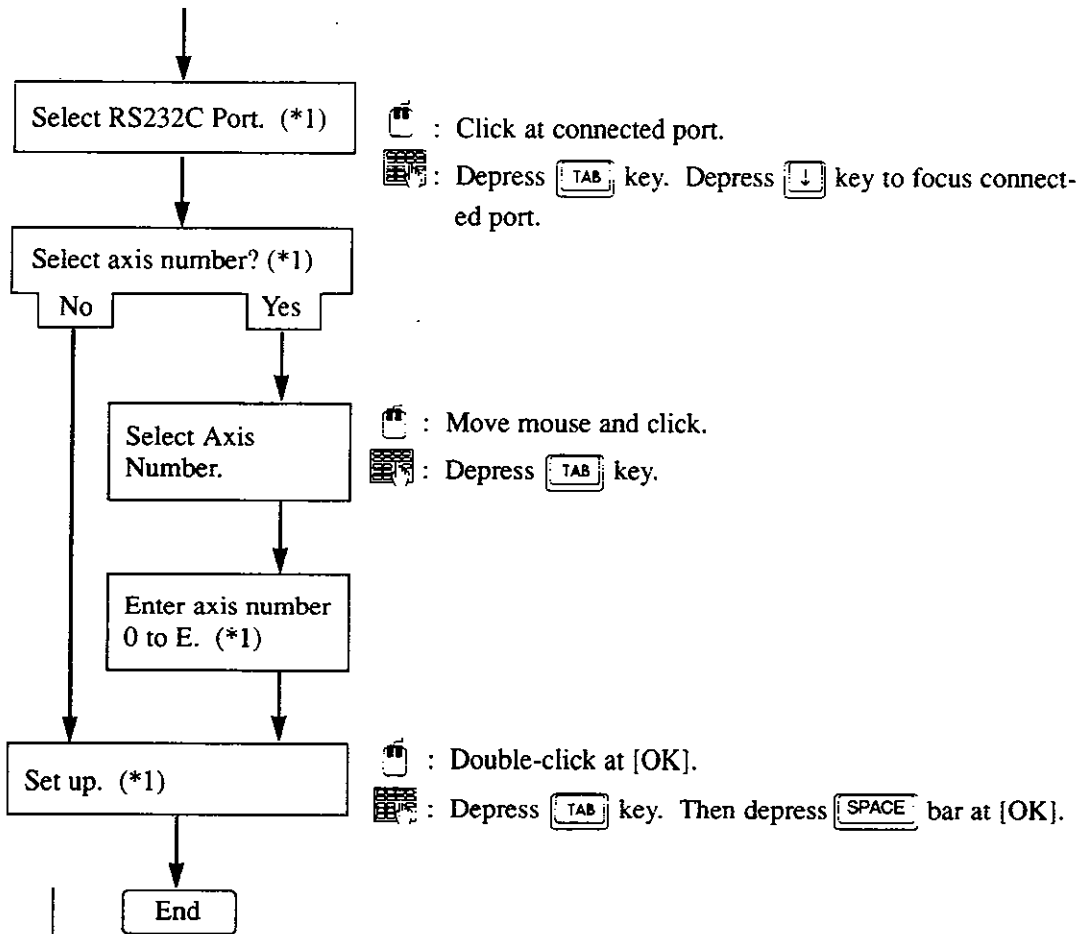 Select RS232C Port. (*1)
: Click at connected port.
: Depress TAB key. Depress ↓ key to focus connect-
ed port.
Select axis number? (*1)
No Yes
Select Axis
Number.
: Move mouse and click.
: Depress TAB key.
Enter axis number
0 to E. (*1)
Set up. (*1)
: Double-click at [OK].
: Depress TAB key. Then depress SPACE bar at [OK].
End